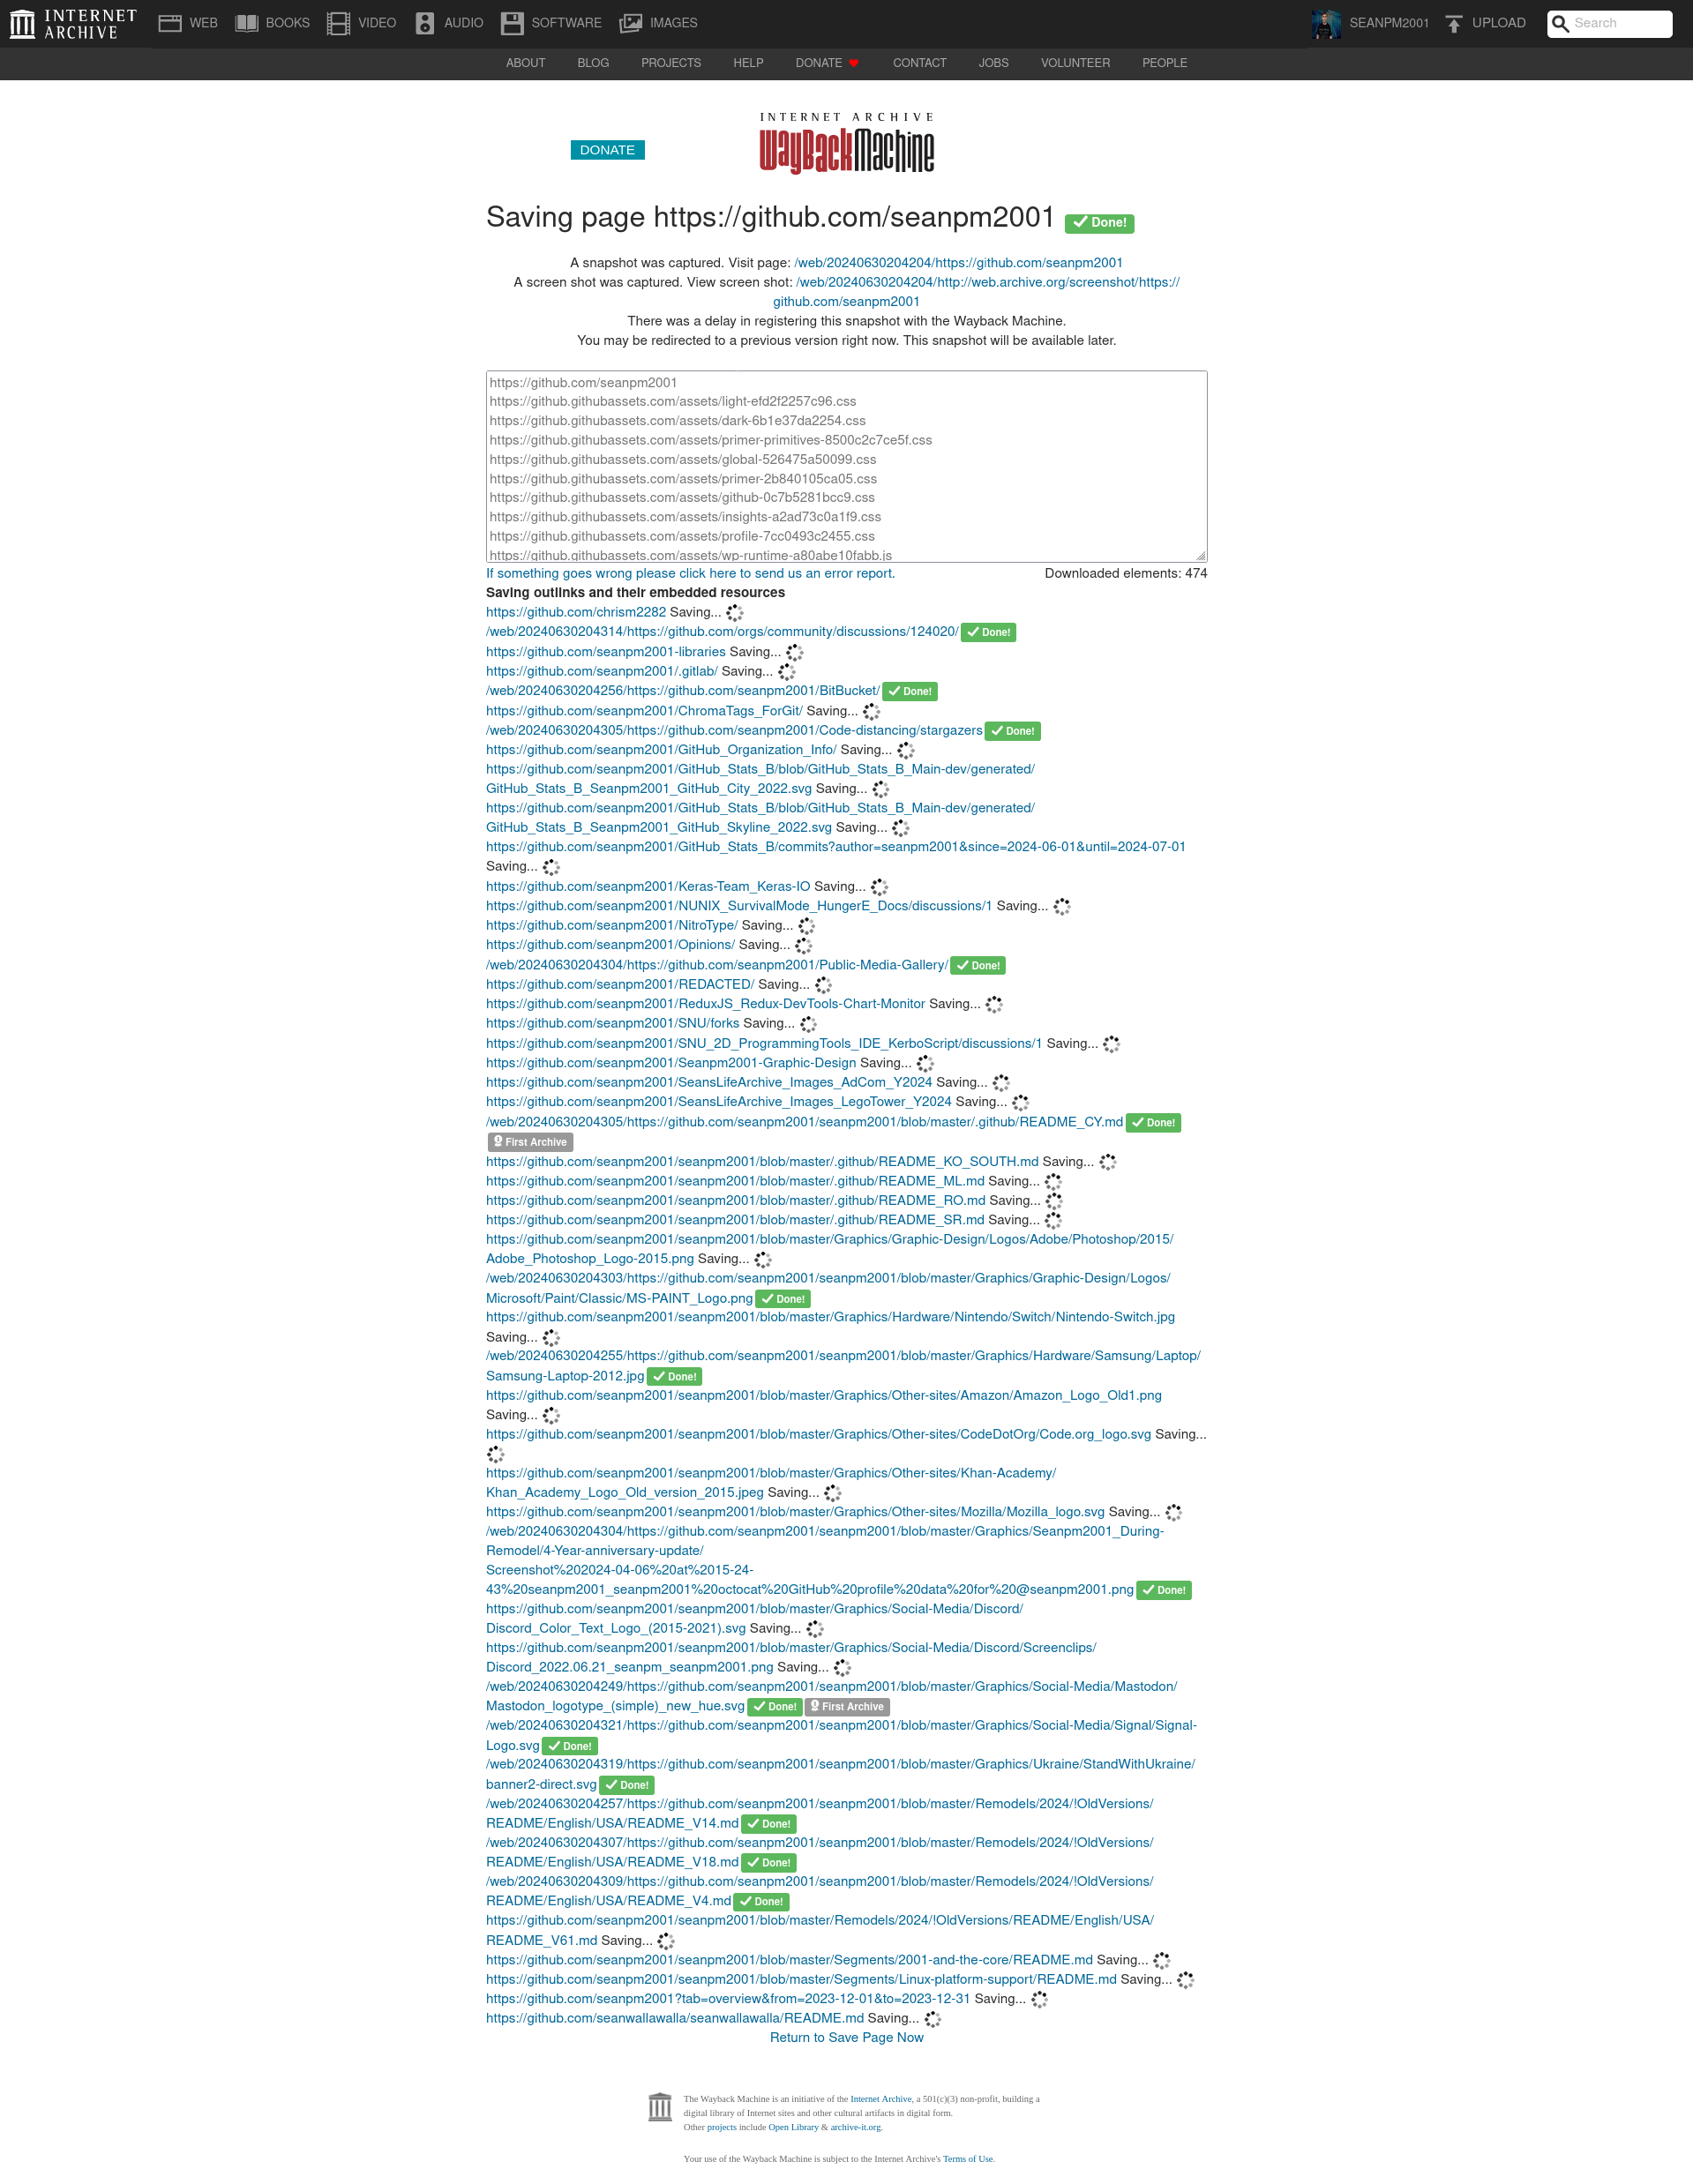 INTERNET ARCHIVE WEB BOOKS VIDEO AUDIO SOFTWARE IMAGES SEANPM2001 UPLOAD Search
ABOUT BLOG PROJECTS HELP DONATE CONTACT JOBS VOLUNTEER PEOPLE
INTERNET ARCHIVE
WayBackMachine
DONATE
Saving page https://github.com/seanpm2001 Done!
A snapshot was captured. Visit page: /web/20240630204204/https://github.com/seanpm2001
A screen shot was captured. View screen shot: /web/20240630204204/http://web.archive.org/screenshot/https://
github.com/seanpm2001
There was a delay in registering this snapshot with the Wayback Machine.
You may be redirected to a previous version right now. This snapshot will be available later.
https://github.com/seanpm2001
https://github.githubassets.com/assets/light-efd2f2257c96.css
https://github.githubassets.com/assets/dark-6b1e37da2254.css
https://github.githubassets.com/assets/primer-primitives-8500c2c7ce5f.css
https://github.githubassets.com/assets/global-526475a50099.css
https://github.githubassets.com/assets/primer-2b840105ca05.css
https://github.githubassets.com/assets/github-0c7b5281bcc9.css
https://github.githubassets.com/assets/insights-a2ad73c0a1f9.css
https://github.githubassets.com/assets/profile-7cc0493c2455.css
https://github.githubassets.com/assets/wp-runtime-a80abe10fabb.js
If something goes wrong please click here to send us an error report. Downloaded elements: 474
Saving outlinks and their embedded resources
https://github.com/chrism2282 Saving...
/web/20240630204314/https://github.com/orgs/community/discussions/124020/ Done!
https://github.com/seanpm2001-libraries Saving...
https://github.com/seanpm2001/.gitlab/ Saving...
/web/20240630204256/https://github.com/seanpm2001/BitBucket/ Done!
https://github.com/seanpm2001/ChromaTags_ForGit/ Saving...
/web/20240630204305/https://github.com/seanpm2001/Code-distancing/stargazers Done!
https://github.com/seanpm2001/GitHub_Organization_Info/ Saving...
https://github.com/seanpm2001/GitHub_Stats_B/blob/GitHub_Stats_B_Main-dev/generated/
GitHub_Stats_B_Seanpm2001_GitHub_City_2022.svg Saving...
https://github.com/seanpm2001/GitHub_Stats_B/blob/GitHub_Stats_B_Main-dev/generated/
GitHub_Stats_B_Seanpm2001_GitHub_Skyline_2022.svg Saving...
https://github.com/seanpm2001/GitHub_Stats_B/commits?author=seanpm2001&since=2024-06-01&until=2024-07-01
Saving...
https://github.com/seanpm2001/Keras-Team_Keras-IO Saving...
https://github.com/seanpm2001/NUNIX_SurvivalMode_HungerE_Docs/discussions/1 Saving...
https://github.com/seanpm2001/NitroType/ Saving...
https://github.com/seanpm2001/Opinions/ Saving...
/web/20240630204304/https://github.com/seanpm2001/Public-Media-Gallery/ Done!
https://github.com/seanpm2001/REDACTED/ Saving...
https://github.com/seanpm2001/ReduxJS_Redux-DevTools-Chart-Monitor Saving...
https://github.com/seanpm2001/SNU/forks Saving...
https://github.com/seanpm2001/SNU_2D_ProgrammingTools_IDE_KerboScript/discussions/1 Saving...
https://github.com/seanpm2001/Seanpm2001-Graphic-Design Saving...
https://github.com/seanpm2001/SeansLifeArchive_Images_AdCom_Y2024 Saving...
https://github.com/seanpm2001/SeansLifeArchive_Images_LegoTower_Y2024 Saving...
/web/20240630204305/https://github.com/seanpm2001/seanpm2001/blob/master/.github/README_CY.md Done!
First Archive
https://github.com/seanpm2001/seanpm2001/blob/master/.github/README_KO_SOUTH.md Saving...
https://github.com/seanpm2001/seanpm2001/blob/master/.github/README_ML.md Saving...
https://github.com/seanpm2001/seanpm2001/blob/master/.github/README_RO.md Saving...
https://github.com/seanpm2001/seanpm2001/blob/master/.github/README_SR.md Saving...
https://github.com/seanpm2001/seanpm2001/blob/master/Graphics/Graphic-Design/Logos/Adobe/Photoshop/2015/
Adobe_Photoshop_Logo-2015.png Saving...
/web/20240630204303/https://github.com/seanpm2001/seanpm2001/blob/master/Graphics/Graphic-Design/Logos/
Microsoft/Paint/Classic/MS-PAINT_Logo.png Done!
https://github.com/seanpm2001/seanpm2001/blob/master/Graphics/Hardware/Nintendo/Switch/Nintendo-Switch.jpg
Saving...
/web/20240630204255/https://github.com/seanpm2001/seanpm2001/blob/master/Graphics/Hardware/Samsung/Laptop/
Samsung-Laptop-2012.jpg Done!
https://github.com/seanpm2001/seanpm2001/blob/master/Graphics/Other-sites/Amazon/Amazon_Logo_Old1.png
Saving...
https://github.com/seanpm2001/seanpm2001/blob/master/Graphics/Other-sites/CodeDotOrg/Code.org_logo.svg Saving...
https://github.com/seanpm2001/seanpm2001/blob/master/Graphics/Other-sites/Khan-Academy/
Khan_Academy_Logo_Old_version_2015.jpeg Saving...
https://github.com/seanpm2001/seanpm2001/blob/master/Graphics/Other-sites/Mozilla/Mozilla_logo.svg Saving...
/web/20240630204304/https://github.com/seanpm2001/seanpm2001/blob/master/Graphics/Seanpm2001_During-
Remodel/4-Year-anniversary-update/
Screenshot%202024-04-06%20at%2015-24-
43%20seanpm2001_seanpm2001%20octocat%20GitHub%20profile%20data%20for%20@seanpm2001.png Done!
https://github.com/seanpm2001/seanpm2001/blob/master/Graphics/Social-Media/Discord/
Discord_Color_Text_Logo_(2015-2021).svg Saving...
https://github.com/seanpm2001/seanpm2001/blob/master/Graphics/Social-Media/Discord/Screenclips/
Discord_2022.06.21_seanpm_seanpm2001.png Saving...
/web/20240630204249/https://github.com/seanpm2001/seanpm2001/blob/master/Graphics/Social-Media/Mastodon/
Mastodon_logotype_(simple)_new_hue.svg Done! First Archive
/web/20240630204321/https://github.com/seanpm2001/seanpm2001/blob/master/Graphics/Social-Media/Signal/Signal-
Logo.svg Done!
/web/20240630204319/https://github.com/seanpm2001/seanpm2001/blob/master/Graphics/Ukraine/StandWithUkraine/
banner2-direct.svg Done!
/web/20240630204257/https://github.com/seanpm2001/seanpm2001/blob/master/Remodels/2024/!OldVersions/
README/English/USA/README_V14.md Done!
/web/20240630204307/https://github.com/seanpm2001/seanpm2001/blob/master/Remodels/2024/!OldVersions/
README/English/USA/README_V18.md Done!
/web/20240630204309/https://github.com/seanpm2001/seanpm2001/blob/master/Remodels/2024/!OldVersions/
README/English/USA/README_V4.md Done!
https://github.com/seanpm2001/seanpm2001/blob/master/Remodels/2024/!OldVersions/README/English/USA/
README_V61.md Saving...
https://github.com/seanpm2001/seanpm2001/blob/master/Segments/2001-and-the-core/README.md Saving...
https://github.com/seanpm2001/seanpm2001/blob/master/Segments/Linux-platform-support/README.md Saving...
https://github.com/seanpm2001?tab=overview&from=2023-12-01&to=2023-12-31 Saving...
https://github.com/seanwallawalla/seanwallawalla/README.md Saving...
Return to Save Page Now
The Wayback Machine is an initiative of the Internet Archive, a 501(c)(3) non-profit, building a
digital library of Internet sites and other cultural artifacts in digital form.
Other projects include Open Library & archive-it.org.
Your use of the Wayback Machine is subject to the Internet Archive's Terms of Use.